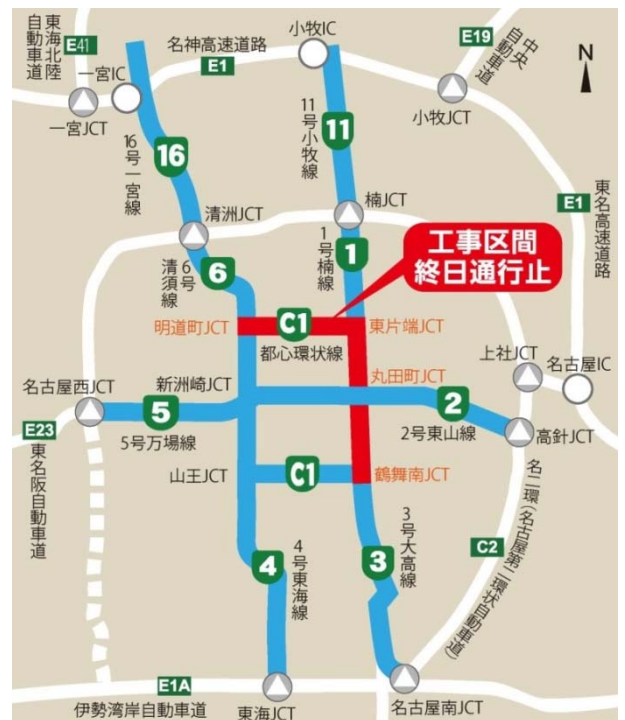 東海北陸
自動車道
E41
一宮IC
名神高速道路
E1
小牧IC
E19
中央
自動車道
N
一宮JCT
16号一宮線
16
11号小牧線
11
小牧JCT
E1
東名高速道路
清洲JCT
楠JCT
6号
清須線
6
1号楠線
1
工事区間
終日通行止
明道町JCT
C1
都心環状線
東片端JCT
丸田町JCT
上社JCT
名古屋IC
名古屋西JCT
新洲崎JCT
E23
東名阪自動車道
5
5号万場線
2
2号東山線
高針JCT
山王JCT
C1
鶴舞南JCT
名二環(名古屋第二環状自動車道)
C2
4
4号東海線
3
3号大高線
E1A
伊勢湾岸自動車道
東海JCT
名古屋南JCT